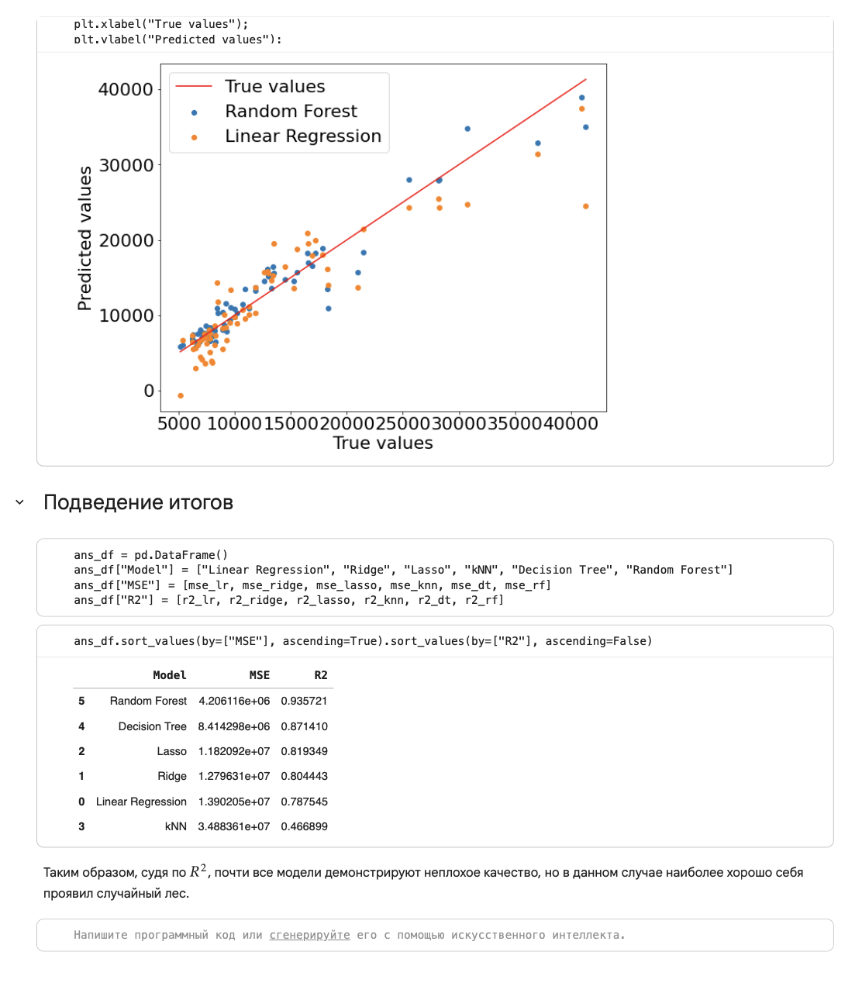 plt.xlabel("True values");
plt.ylabel("Predicted values");
True values
Random Forest
Linear Regression
40000
30000
20000
10000
0
Predicted values
5000 10000 15000 20000 25000 30000 35000 40000
True values
Подведение итогов
ans_df = pd.DataFrame()
ans_df["Model"] = ["Linear Regression", "Ridge", "Lasso", "kNN", "Decision Tree", "Random Forest"]
ans_df["MSE"] = [mse_lr, mse_ridge, mse_lasso, mse_knn, mse_dt, mse_rf]
ans_df["R2"] = [r2_lr, r2_ridge, r2_lasso, r2_knn, r2_dt, r2_rf]
ans_df.sort_values(by=["MSE"], ascending=True).sort_values(by=["R2"], ascending=False)
Model MSE R2
5 Random Forest 4.206116e+06 0.935721
4 Decision Tree 8.414298e+06 0.871410
2 Lasso 1.182092e+07 0.819349
1 Ridge 1.279631e+07 0.804443
0 Linear Regression 1.390205e+07 0.787545
3 kNN 3.488361e+07 0.466899
Таким образом, судя по R², почти все модели демонстрируют неплохое качество, но в данном случае наиболее хорошо себя
проявил случайный лес.
Напишите программный код или сгенерируйте его с помощью искусственного интеллекта.